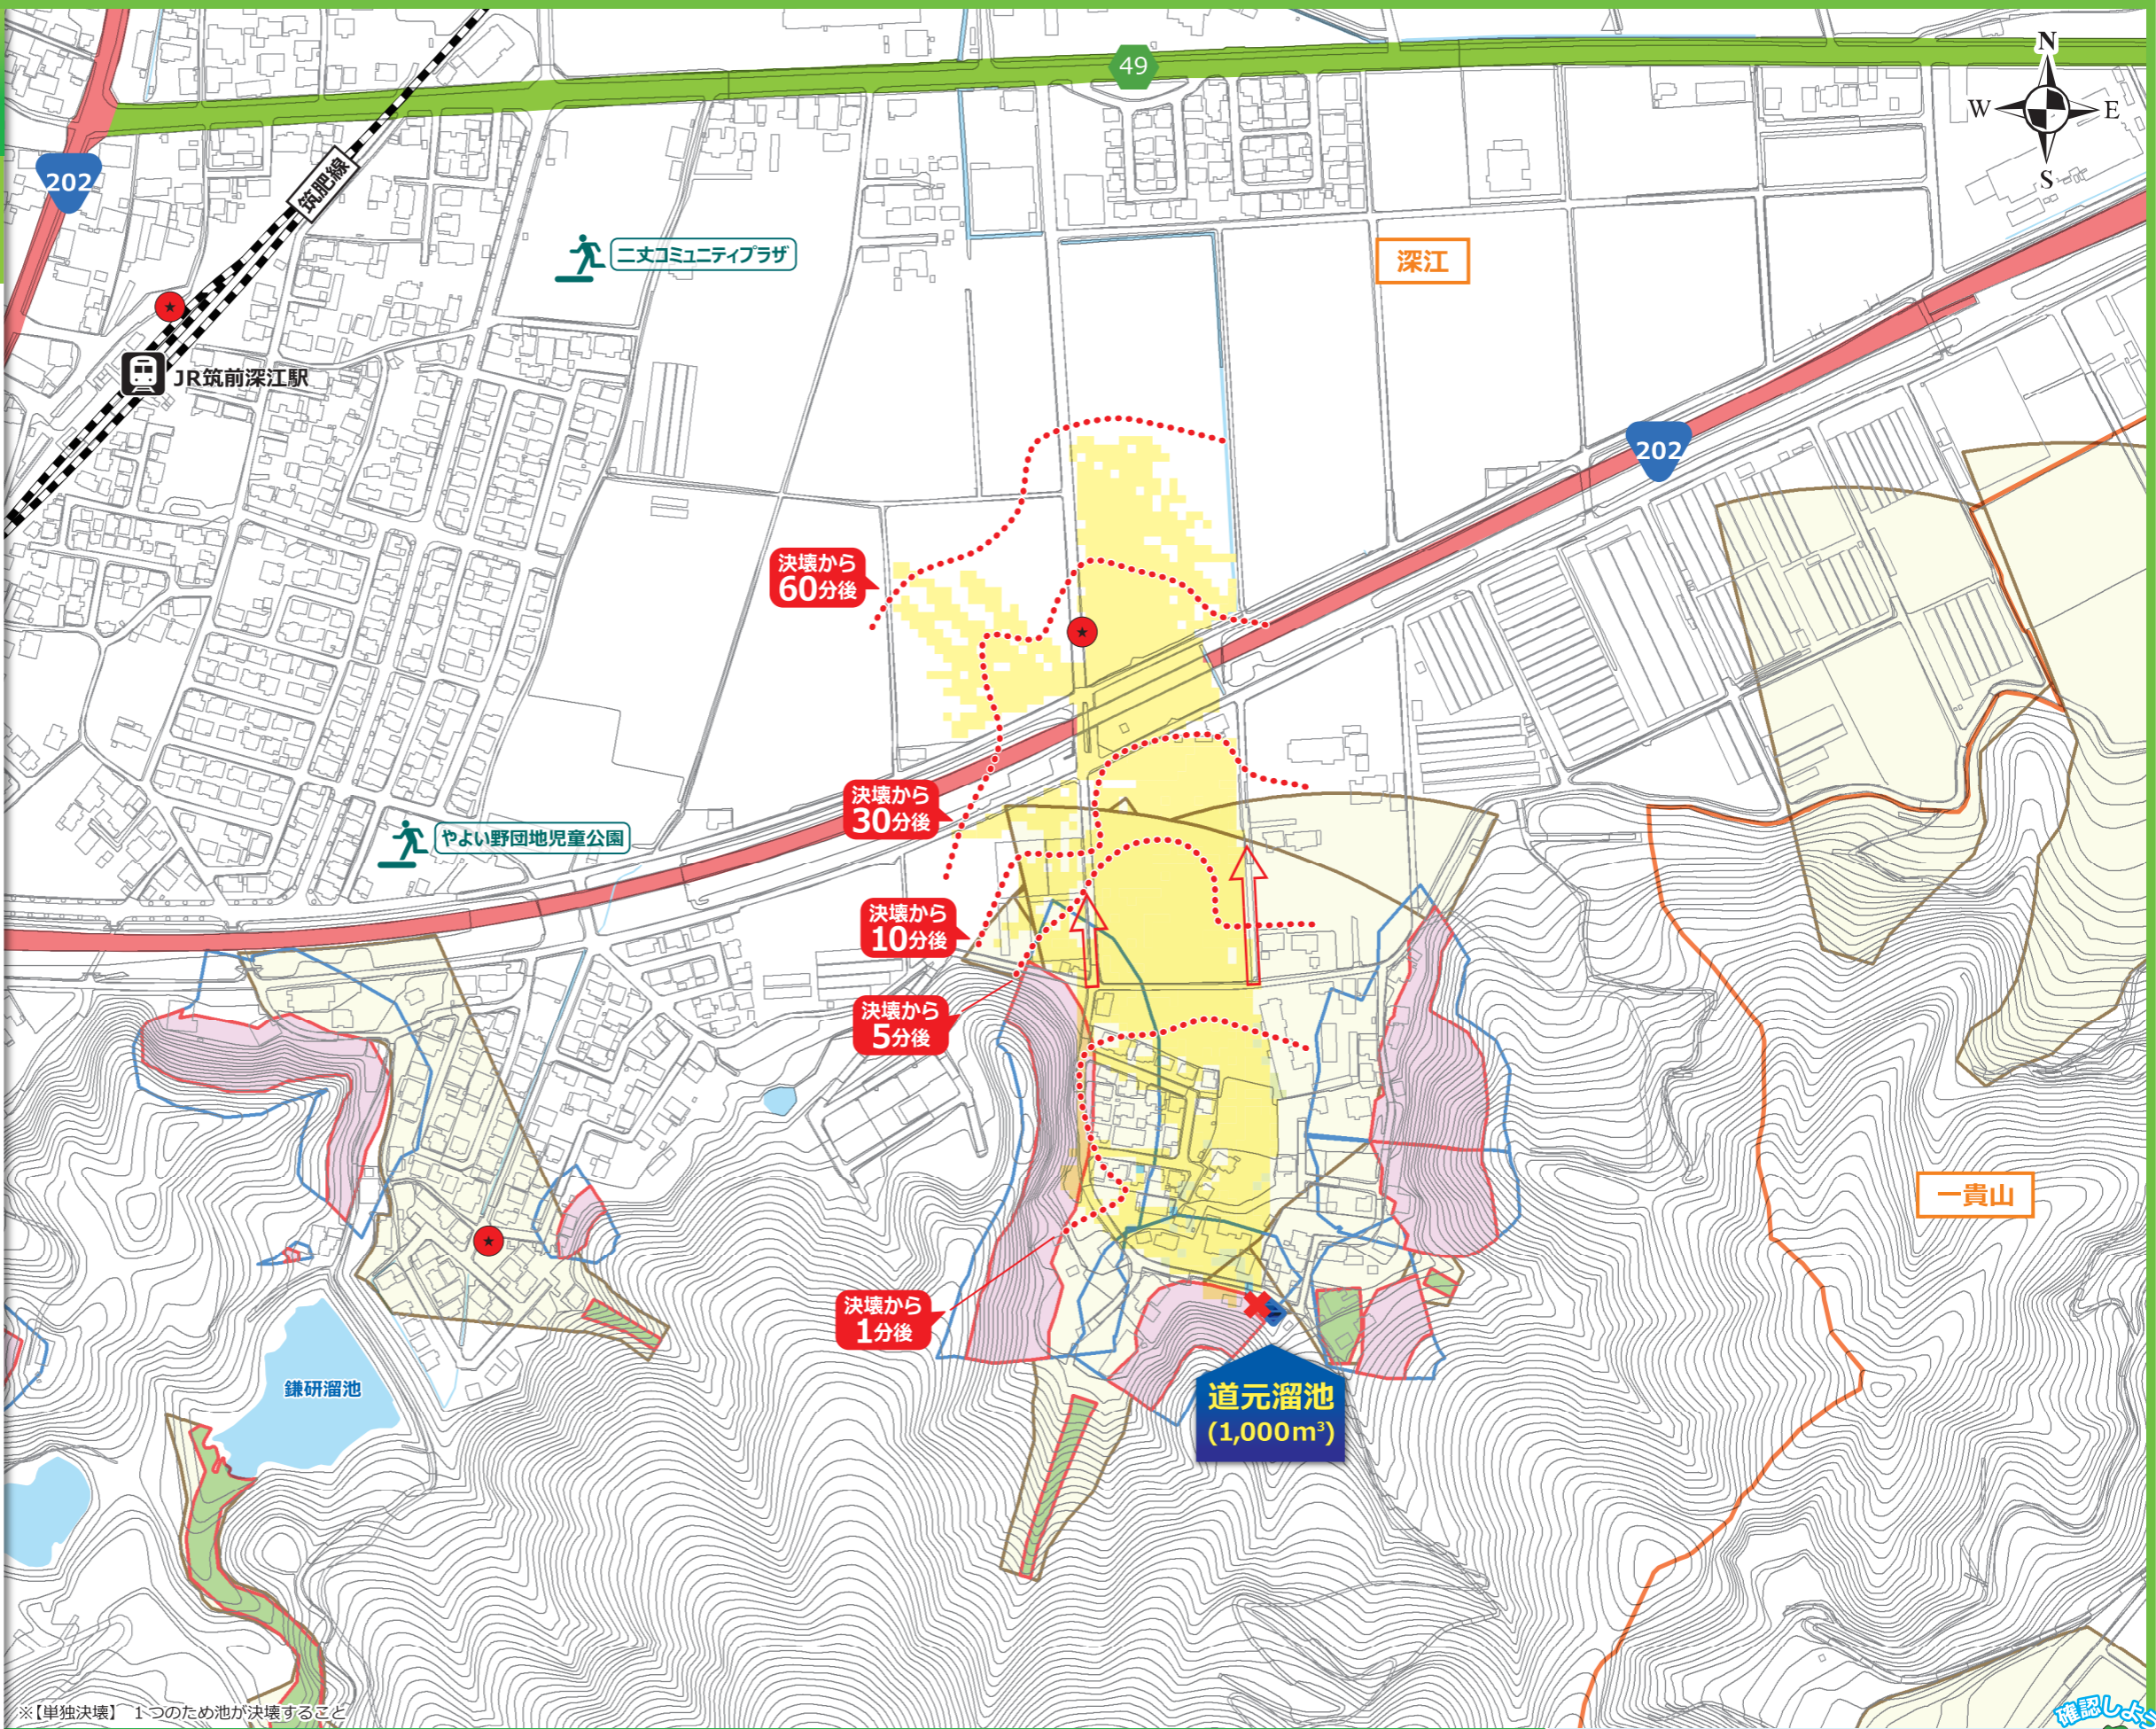 49
N
W
E
S
202
筑肥線
二丈コミュニティプラザ
深江
JR筑前深江駅
202
決壊から
60分後
決壊から
30分後
やよい野団地児童公園
決壊から
10分後
決壊から
5分後
一貴山
決壊から
1分後
鎌研溜池
道元溜池
(1,000m³)
※【単独決壊】 1つのため池が決壊すること
確認しよう